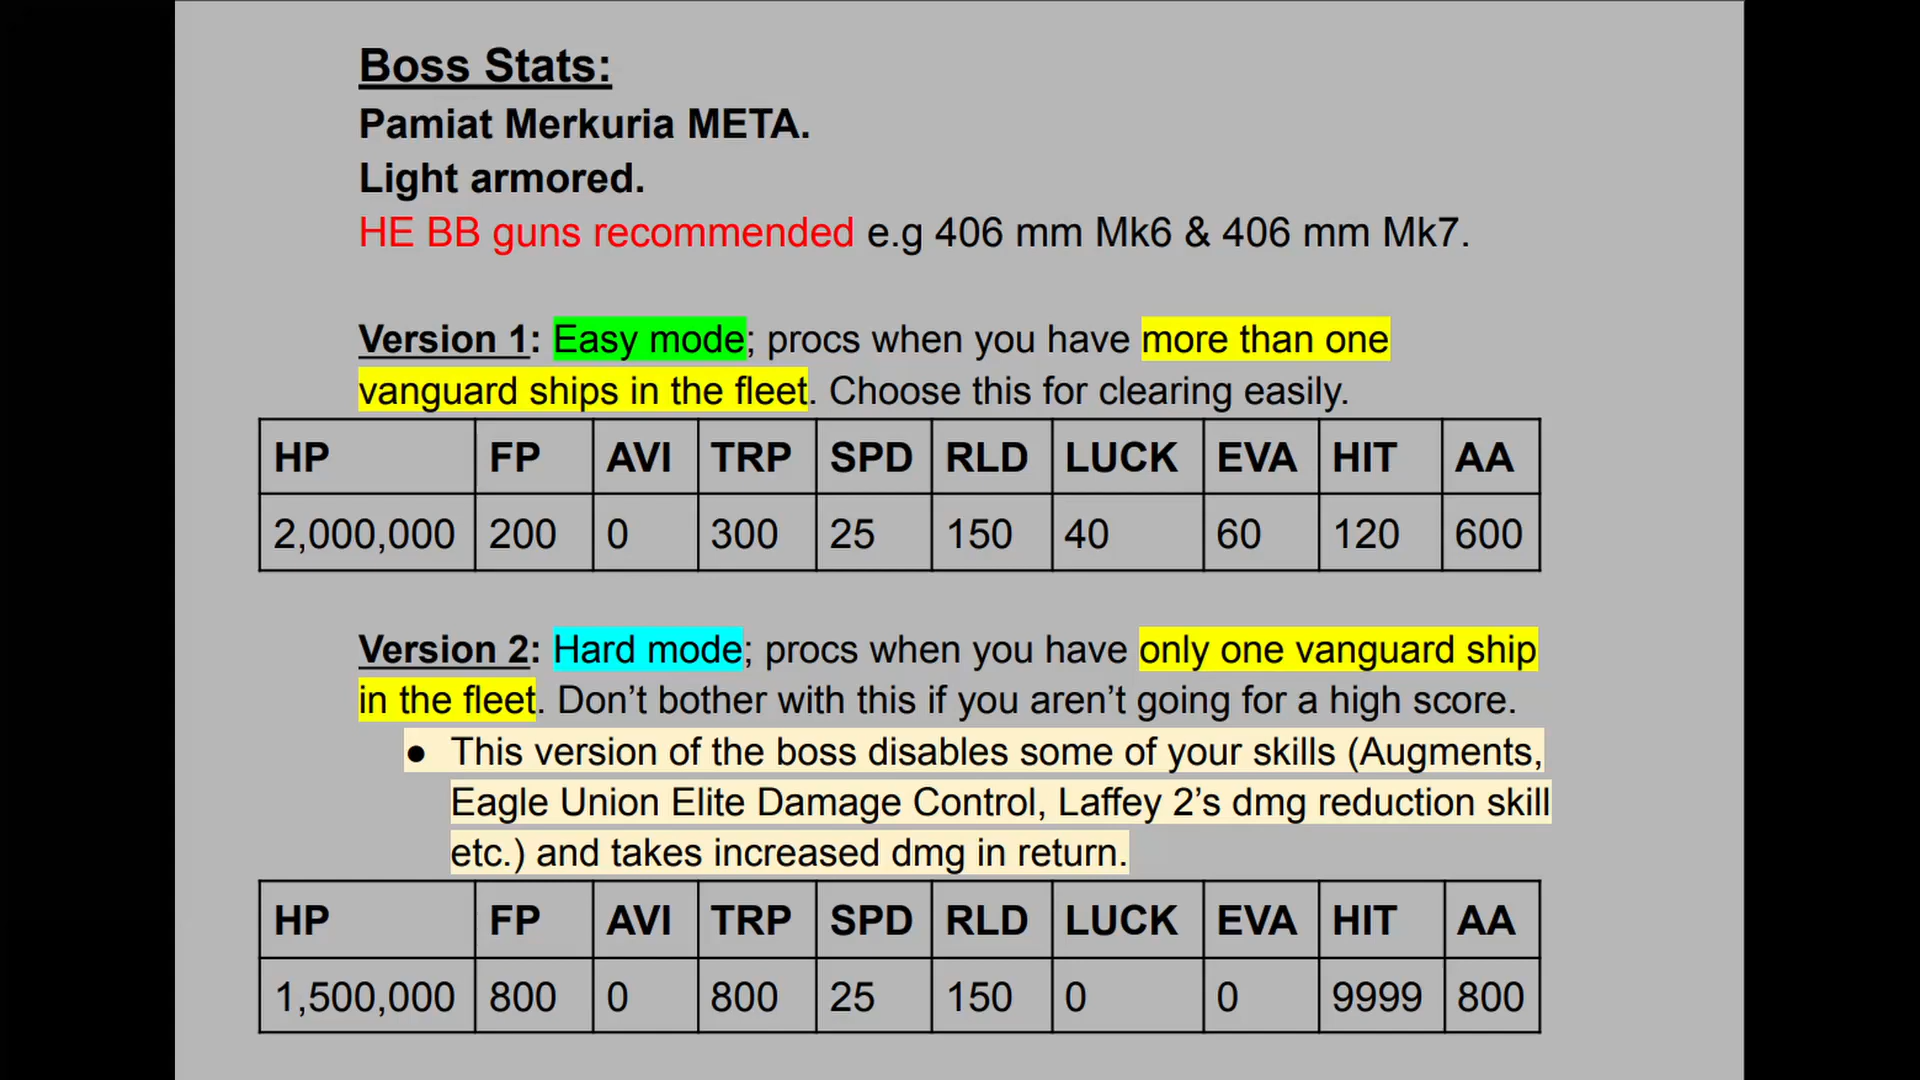 Boss Stats:
Pamiat Merkuria META.
Light armored.
HE BB guns recommended e.g 406 mm Mk6 & 406 mm Mk7.
Version 1: Easy mode; procs when you have more than one
vanguard ships in the fleet. Choose this for clearing easily.
HP FP AVI TRP SPD RLD LUCK EVA HIT AA
2,000,000 200 0 300 25 150 40 60 120 600
Version 2: Hard mode; procs when you have only one vanguard ship
in the fleet. Don’t bother with this if you aren’t going for a high score.
● This version of the boss disables some of your skills (Augments,
Eagle Union Elite Damage Control, Laffey 2’s dmg reduction skill
etc.) and takes increased dmg in return.
HP FP AVI TRP SPD RLD LUCK EVA HIT AA
1,500,000 800 0 800 25 150 0 0 9999 800